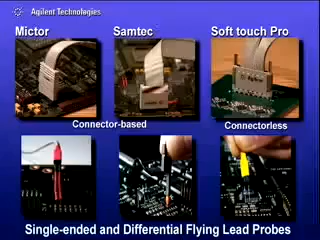 Agilent Technologies
Mictor
Samtec
Soft touch Pro
Connector-based
Connectorless
Single-ended and Differential Flying Lead Probes